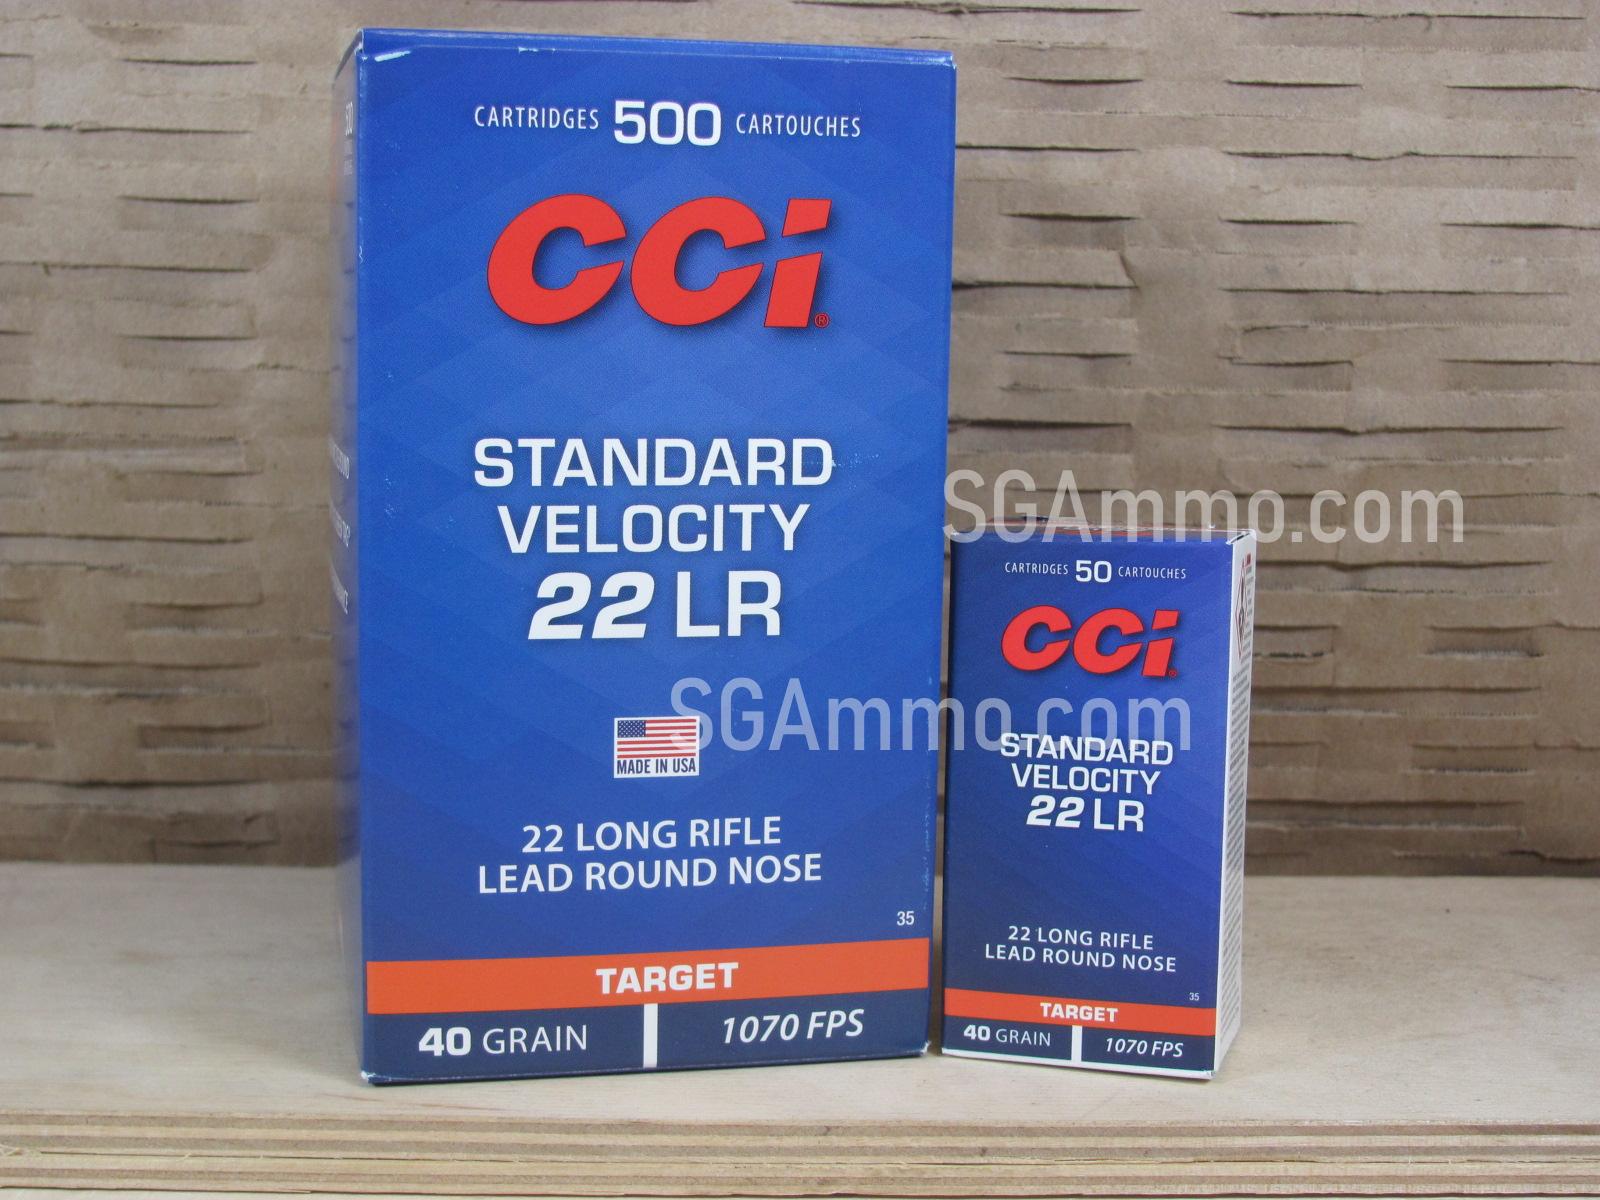 CARTRIDGES 500 CARTOUCHES
CCi®
STANDARD
VELOCITY
22 LR
MADE IN USA
22 LONG RIFLE
LEAD ROUND NOSE
35
TARGET
40 GRAIN
1070 FPS
SGAmmo.com
SGAmmo.com
CARTRIDGES 50 CARTOUCHES
CCi
STANDARD
VELOCITY
22 LR
22 LONG RIFLE
LEAD ROUND NOSE
35
TARGET
40 GRAIN
1070 FPS